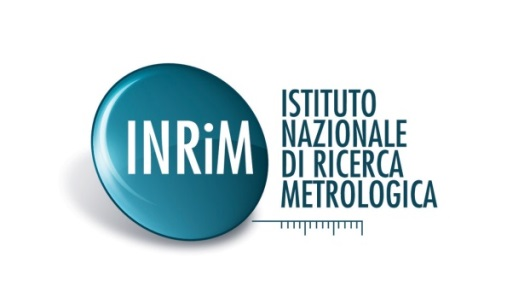 INRiM
ISTITUTO
NAZIONALE
DI RICERCA
METROLOGICA